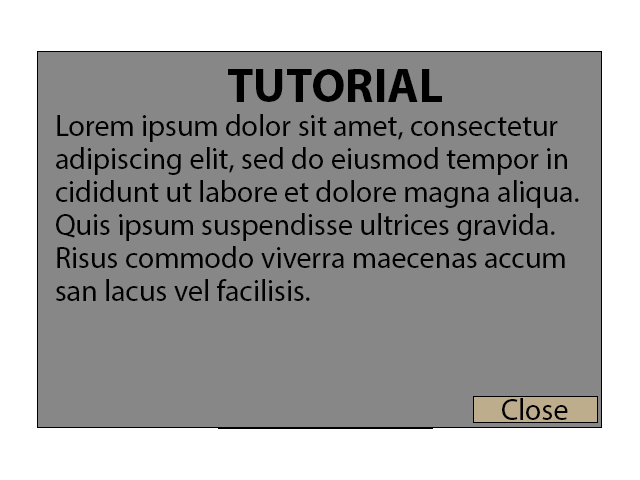 TUTORIAL
Lorem ipsum dolor sit amet, consectetur
adipiscing elit, sed do eiusmod tempor in
cididunt ut labore et dolore magna aliqua.
Quis ipsum suspendisse ultrices gravida.
Risus commodo viverra maecenas accum
san lacus vel facilisis.
Close